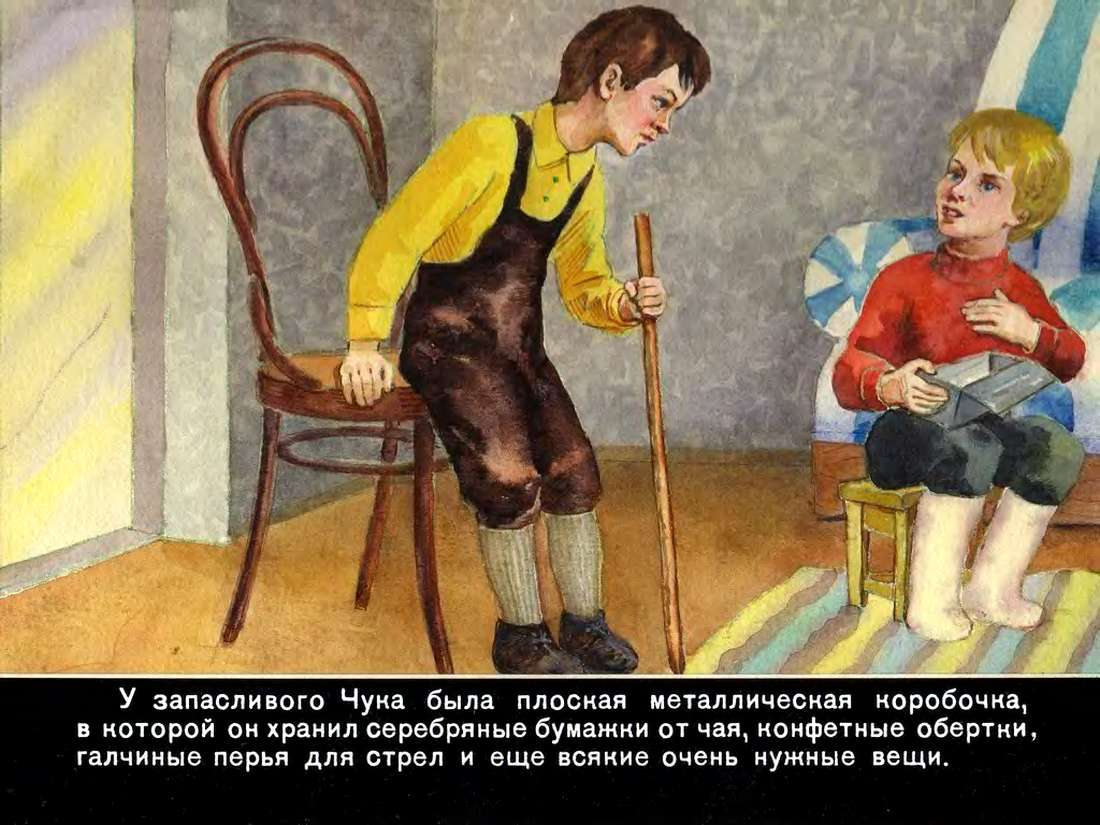 У запасливого Чука была плоская металлическая коробочка,
в которой он хранил серебряные бумажки от чая, конфетные обертки,
галчиные перья для стрел и еще всякие очень нужные вещи.